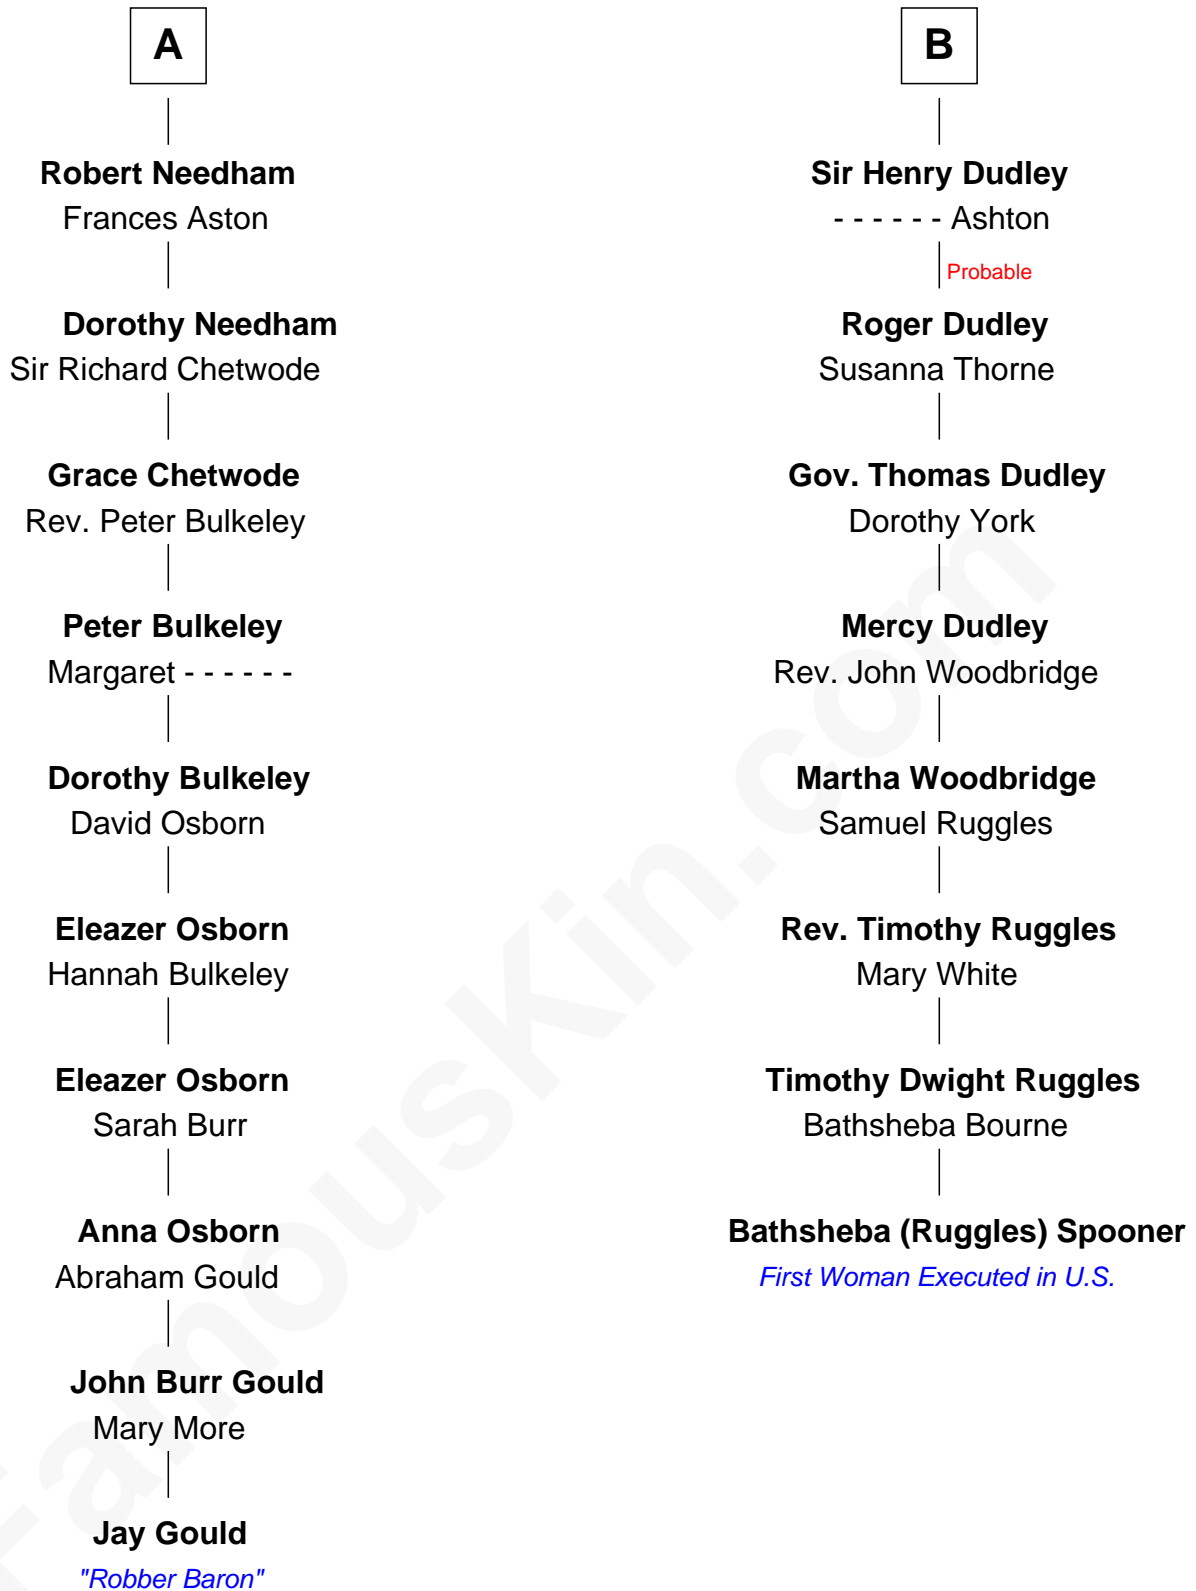 A
Robert Needham
Frances Aston
Dorothy Needham
Sir Richard Chetwode
Grace Chetwode
Rev. Peter Bulkeley
Peter Bulkeley
Margaret - - - - - -
Dorothy Bulkeley
David Osborn
Eleazer Osborn
Hannah Bulkeley
Eleazer Osborn
Sarah Burr
Anna Osborn
Abraham Gould
John Burr Gould
Mary More
Jay Gould
"Robber Baron"
B
Sir Henry Dudley
- - - - - - Ashton
Probable
Roger Dudley
Susanna Thorne
Gov. Thomas Dudley
Dorothy York
Mercy Dudley
Rev. John Woodbridge
Martha Woodbridge
Samuel Ruggles
Rev. Timothy Ruggles
Mary White
Timothy Dwight Ruggles
Bathsheba Bourne
Bathsheba (Ruggles) Spooner
First Woman Executed in U.S.
FamousKin.com